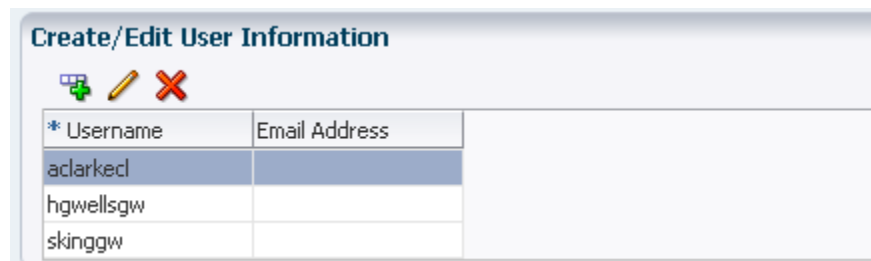 Create/Edit User Information
* Username Email Address
aclarkecl
hgwellsgw
skinggw